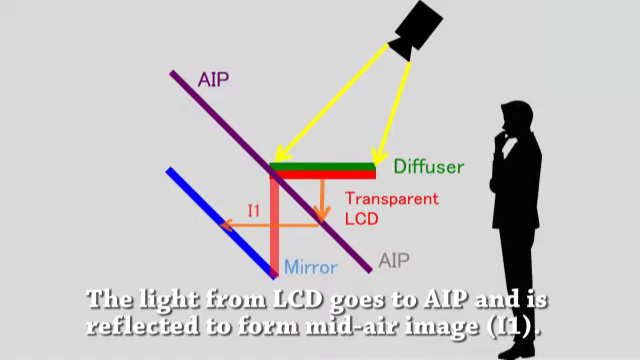 AIP
Diffuser
Transparent
LCD
I1
AIP
Mirror
The light from LCD goes to AIP and is
reflected to form mid-air image (I1).